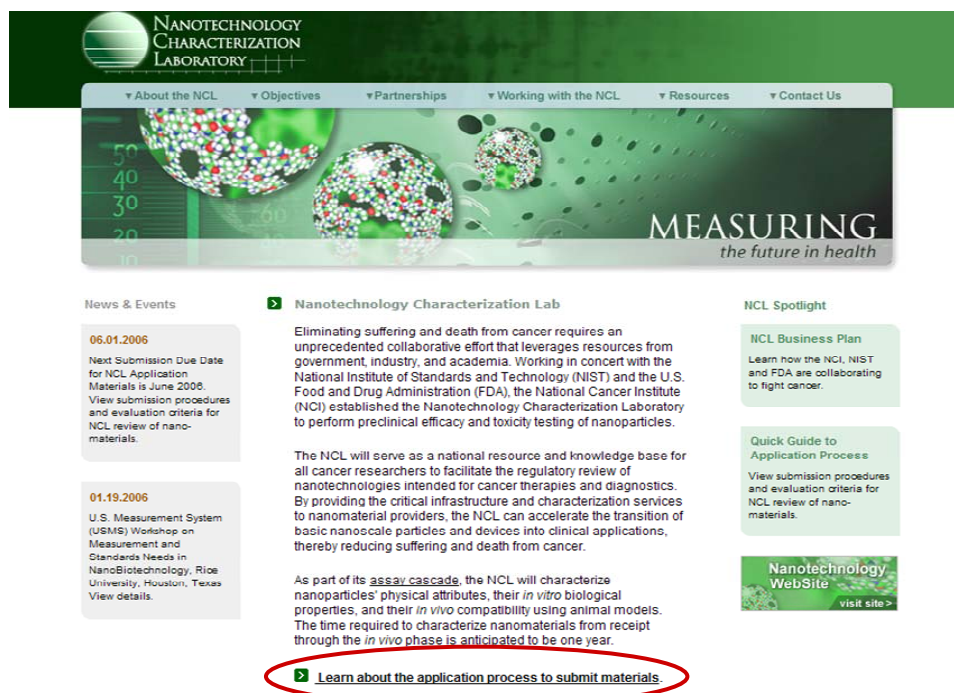 NANOTECHNOLOGY
CHARACTERIZATION
LABORATORY
▾ About the NCL ▾ Objectives ▾ Partnerships ▾ Working with the NCL ▾ Resources ▾ Contact Us
50
40
30
20
10
60
MEASURING
the future in health
News & Events
06.01.2006
Next Submission Due Date
for NCL Application
Materials is June 2006.
View submission procedures
and evaluation criteria for
NCL review of nano-
materials.
01.19.2006
U.S. Measurement System
(USMS) Workshop on
Measurement and
Standards Needs in
NanoBiotechnology, Rice
University, Houston, Texas
View details.
Nanotechnology Characterization Lab
Eliminating suffering and death from cancer requires an
unprecedented collaborative effort that leverages resources from
government, industry, and academia. Working in concert with the
National Institute of Standards and Technology (NIST) and the U.S.
Food and Drug Administration (FDA), the National Cancer Institute
(NCI) established the Nanotechnology Characterization Laboratory
to perform preclinical efficacy and toxicity testing of nanoparticles.
The NCL will serve as a national resource and knowledge base for
all cancer researchers to facilitate the regulatory review of
nanotechnologies intended for cancer therapies and diagnostics.
By providing the critical infrastructure and characterization services
to nanomaterial providers, the NCL can accelerate the transition of
basic nanoscale particles and devices into clinical applications,
thereby reducing suffering and death from cancer.
As part of its assay cascade, the NCL will characterize
nanoparticles' physical attributes, their in vitro biological
properties, and their in vivo compatibility using animal models.
The time required to characterize nanomaterials from receipt
through the in vivo phase is anticipated to be one year.
Learn about the application process to submit materials.
NCL Spotlight
NCL Business Plan
Learn how the NCI, NIST
and FDA are collaborating
to fight cancer.
Quick Guide to
Application Process
View submission procedures
and evaluation criteria for
NCL review of nano-
materials.
Nanotechnology
WebSite
visit site >